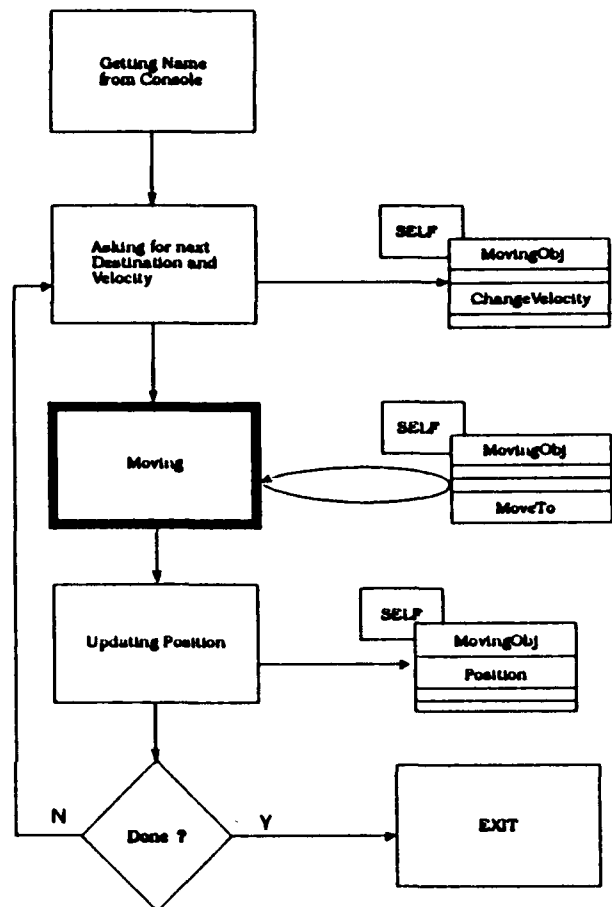 Getting Name
from Console
Asking for next
Destination and
Velocity
SELF
MovingObj
ChangeVelocity
Moving
SELF
MovingObj
MoveTo
Updating Position
SELF
MovingObj
Position
N
Done ?
Y
EXIT